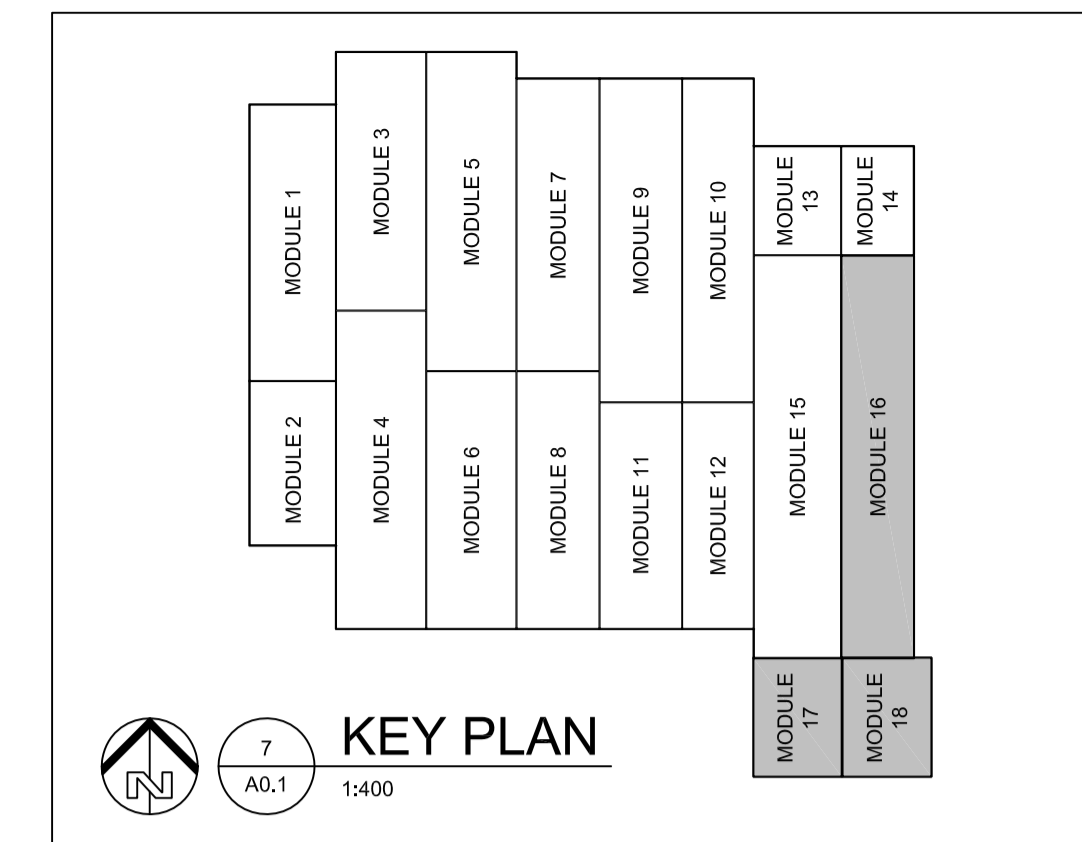 MODULE 1
MODULE 2
MODULE 3
MODULE 4
MODULE 5
MODULE 6
MODULE 7
MODULE 8
MODULE 9
MODULE 10
MODULE 11
MODULE 12
MODULE
13
MODULE
14
MODULE 15
MODULE 16
MODULE
17
MODULE
18
N
7
A0.1
KEY PLAN
1:400